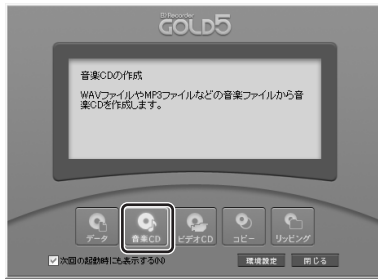 B's Recorder
GOLD5
音楽CDの作成
WAVファイルやMP3ファイルなどの音楽ファイルから音
楽CDを作成します。
データ 音楽CD ビデオCD コピー リッピング
次回の起動時にも表示する(N) 環境設定 閉じる